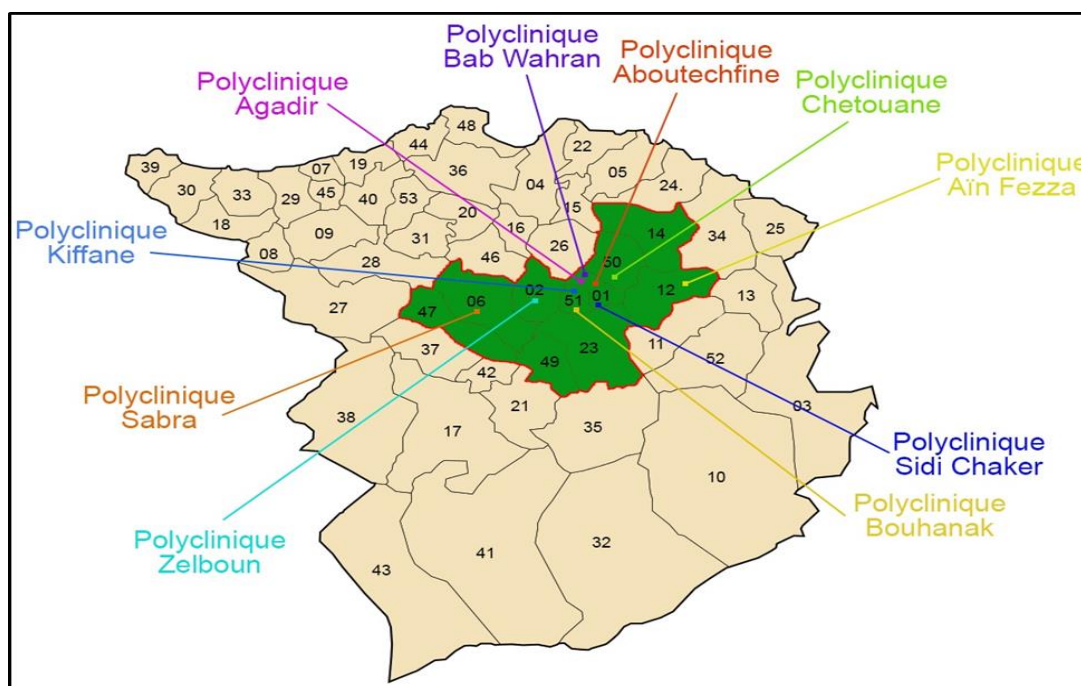 Polyclinique
Bab Wahran
Polyclinique
Aboutechfine
Polyclinique
Agadir
Polyclinique
Chetouane
Polyclinique
Aïn Fezza
Polyclinique
Kiffane
Polyclinique
Sabra
Polyclinique
Zelboun
Polyclinique
Sidi Chaker
Polyclinique
Bouhanak
48
44
22
39
07
19
36
05
30
33
29
45
40
53
04
24.
15
18
20
16
14
34
25
08
09
31
26
28
46
50
27
47
06
02
51
01
12
13
37
49
23
11
52
42
38
17
21
35
03
10
43
41
32